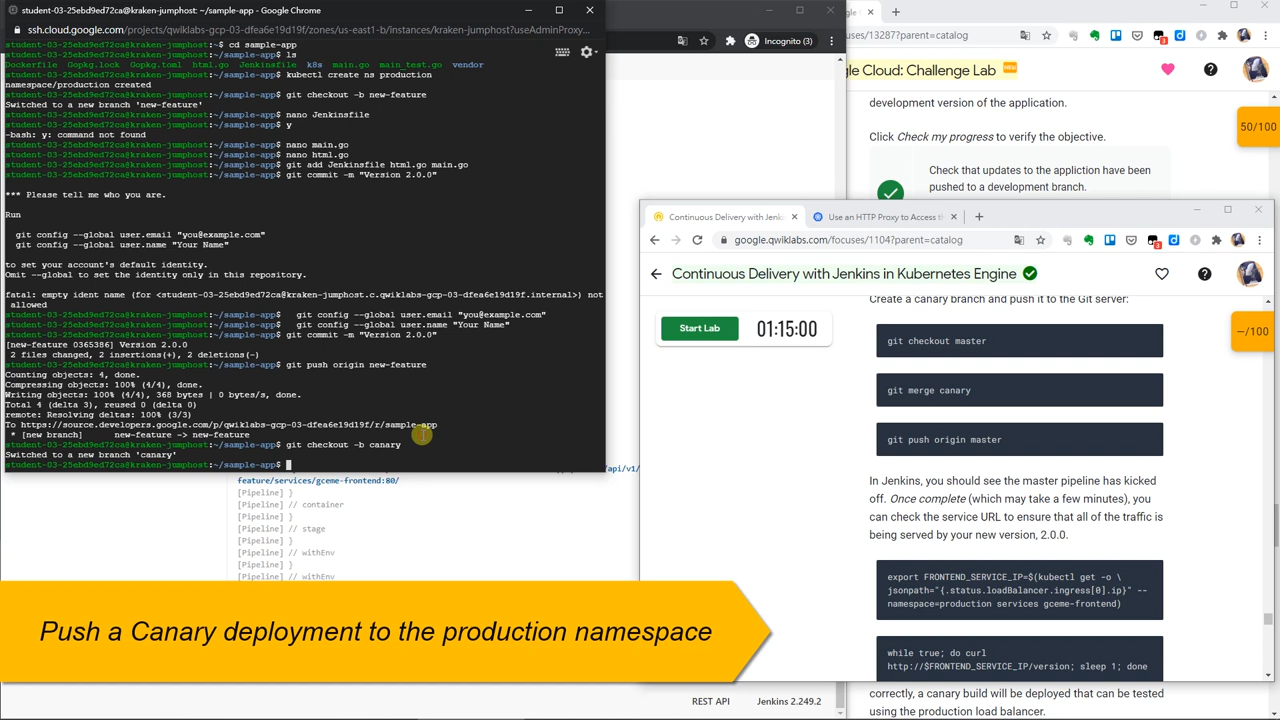 student-03-25ebd9ed72ca@kraken-jumphost: ~/sample-app - Google Chrome
ssh.cloud.google.com/projects/qwiklabs-gcp-03-dfea6e19d19f/zones/us-east1-b/instances/kraken-jumphost?useAdminProxy...
student-03-25ebd9ed72ca@kraken-jumphost:~$ cd sample-app
student-03-25ebd9ed72ca@kraken-jumphost:~/sample-app$ ls
Dockerfile Gopkg.lock Gopkg.toml html.go Jenkinsfile k8s main.go main_test.go vendor
student-03-25ebd9ed72ca@kraken-jumphost:~/sample-app$ kubectl create ns production
namespace/production created
student-03-25ebd9ed72ca@kraken-jumphost:~/sample-app$ git checkout -b new-feature
Switched to a new branch 'new-feature'
student-03-25ebd9ed72ca@kraken-jumphost:~/sample-app$ nano Jenkinsfile
student-03-25ebd9ed72ca@kraken-jumphost:~/sample-app$ y
-bash: y: command not found
student-03-25ebd9ed72ca@kraken-jumphost:~/sample-app$ nano main.go
student-03-25ebd9ed72ca@kraken-jumphost:~/sample-app$ nano html.go
student-03-25ebd9ed72ca@kraken-jumphost:~/sample-app$ git add Jenkinsfile html.go main.go
student-03-25ebd9ed72ca@kraken-jumphost:~/sample-app$ git commit -m "Version 2.0.0"
*** Please tell me who you are.
Run
git config --global user.email "you@example.com"
git config --global user.name "Your Name"
to set your account's default identity.
Omit --global to set the identity only in this repository.
fatal: empty ident name (for <student-03-25ebd9ed72ca@kraken-jumphost.c.qwiklabs-gcp-03-dfea6e19d19f.internal>) not
allowed
student-03-25ebd9ed72ca@kraken-jumphost:~/sample-app$ git config --global user.email "you@example.com"
student-03-25ebd9ed72ca@kraken-jumphost:~/sample-app$ git config --global user.name "Your Name"
student-03-25ebd9ed72ca@kraken-jumphost:~/sample-app$ git commit -m "Version 2.0.0"
[new-feature 0365386] Version 2.0.0
2 files changed, 2 insertions(+), 2 deletions(-)
student-03-25ebd9ed72ca@kraken-jumphost:~/sample-app$ git push origin new-feature
Counting objects: 4, done.
Compressing objects: 100% (4/4), done.
Writing objects: 100% (4/4), 368 bytes | 0 bytes/s, done.
Total 4 (delta 3), reused 0 (delta 0)
remote: Resolving deltas: 100% (3/3)
To https://source.developers.google.com/p/qwiklabs-gcp-03-dfea6e19d19f/r/sample-app
* [new branch] new-feature -> new-feature
student-03-25ebd9ed72ca@kraken-jumphost:~/sample-app$ git checkout -b canary
Switched to a new branch 'canary'
student-03-25ebd9ed72ca@kraken-jumphost:~/sample-app$
Incognito (3)
/api/v1/
feature/services/gceme-frontend:80/
[Pipeline] }
[Pipeline] // container
[Pipeline] }
[Pipeline] // stage
[Pipeline] }
[Pipeline] // withEnv
[Pipeline] }
[Pipeline] // withEnv
REST API Jenkins 2.249.2
/13287?parent=catalog
gle Cloud: Challenge Lab
development version of the application.
50/100
Click Check my progress to verify the objective.
Check that updates to the appliction have been
pushed to a development branch.
Continuous Delivery with Jenki
Use an HTTP Proxy to Access th
google.qwiklabs.com/focuses/1104?parent=catalog
Continuous Delivery with Jenkins in Kubernetes Engine
Start Lab 01:15:00
--/100
Create a canary branch and push it to the Git server:
git checkout master
git merge canary
git push origin master
In Jenkins, you should see the master pipeline has kicked
off. Once complete (which may take a few minutes), you
can check the service URL to ensure that all of the traffic is
being served by your new version, 2.0.0.
export FRONTEND_SERVICE_IP=$(kubectl get -o \
jsonpath="{.status.loadBalancer.ingress[0].ip}" --
namespace=production services gceme-frontend)
while true; do curl
http://$FRONTEND_SERVICE_IP/version; sleep 1; done
correctly, a canary build will be deployed that can be tested
using the production load balancer.
Push a Canary deployment to the production namespace